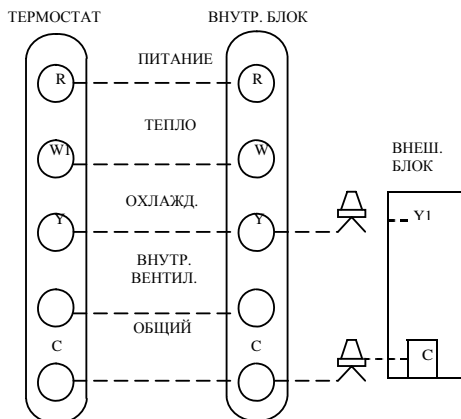 ТЕРМОСТАТ
ВНУТР. БЛОК
ПИТАНИЕ
R
R
ТЕПЛО
W1
W
ВНЕШ.
БЛОК
ОХЛАЖД.
Y
Y
Y1
ВНУТР.
ВЕНТИЛ.
ОБЩИЙ
C
C
C